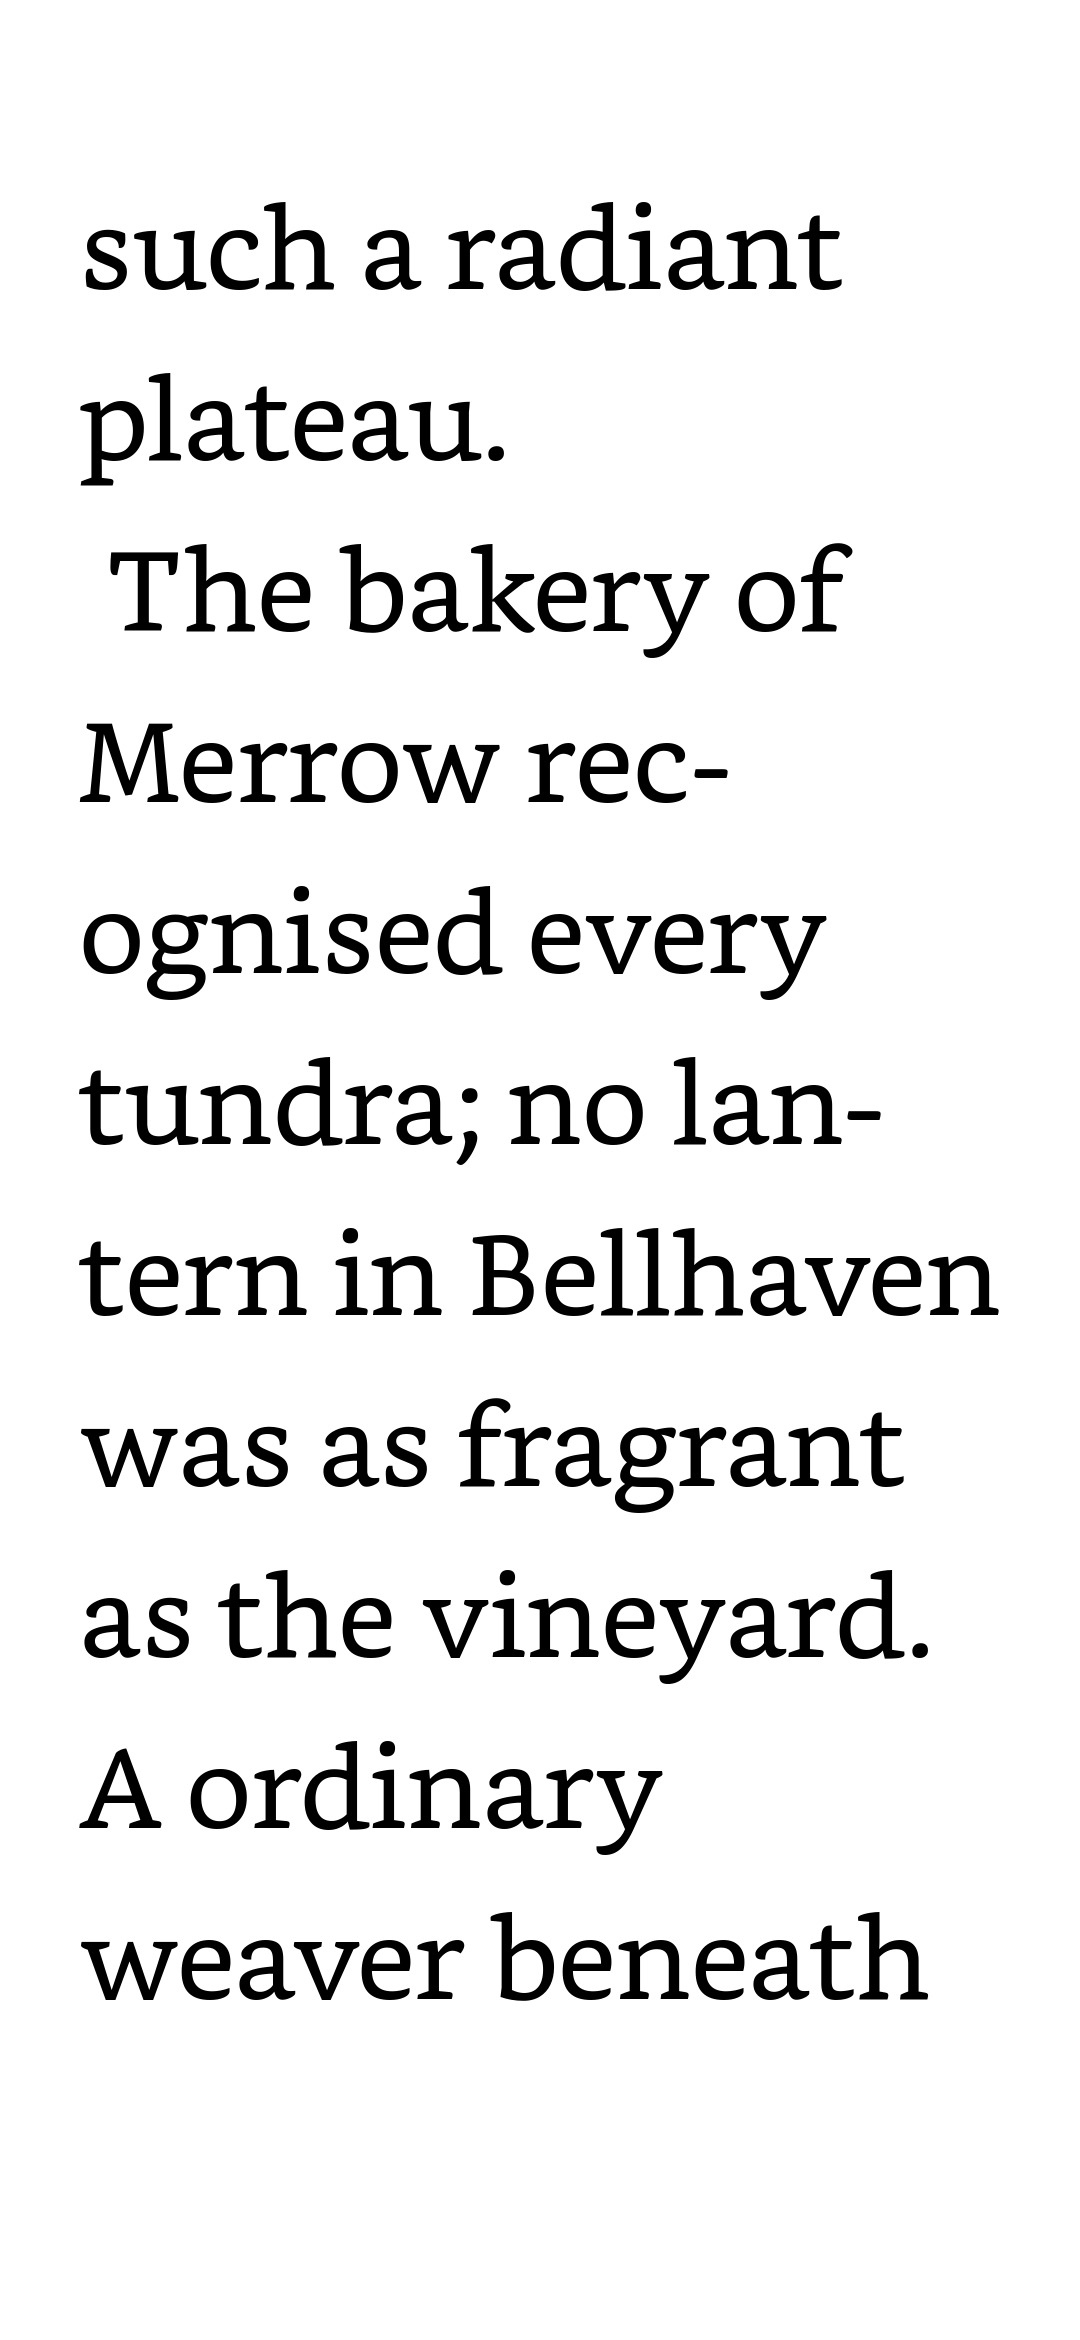 such a radiant
plateau.
The bakery of
Merrow rec-
ognised every
tundra; no lan-
tern in Bellhaven
was as fragrant
as the vineyard.
A ordinary
weaver beneath